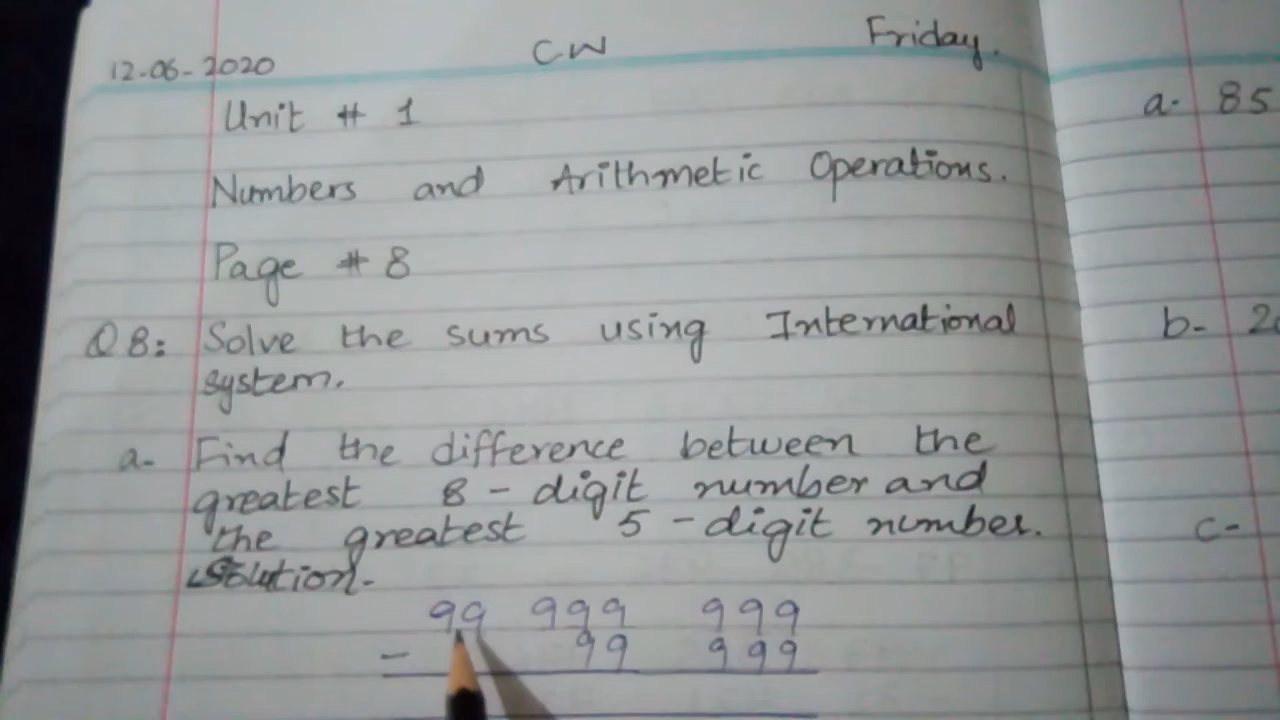 12-06-2020 CW Friday.
Unit # 1
Numbers and Arithmetic Operations.
Page # 8
Q8: Solve the sums using International
system.
a- Find the difference between the
greatest 8-digit number and
the greatest 5-digit number.
Solution-
99 999 999
- 99 999
a- 85
b- 2
c-